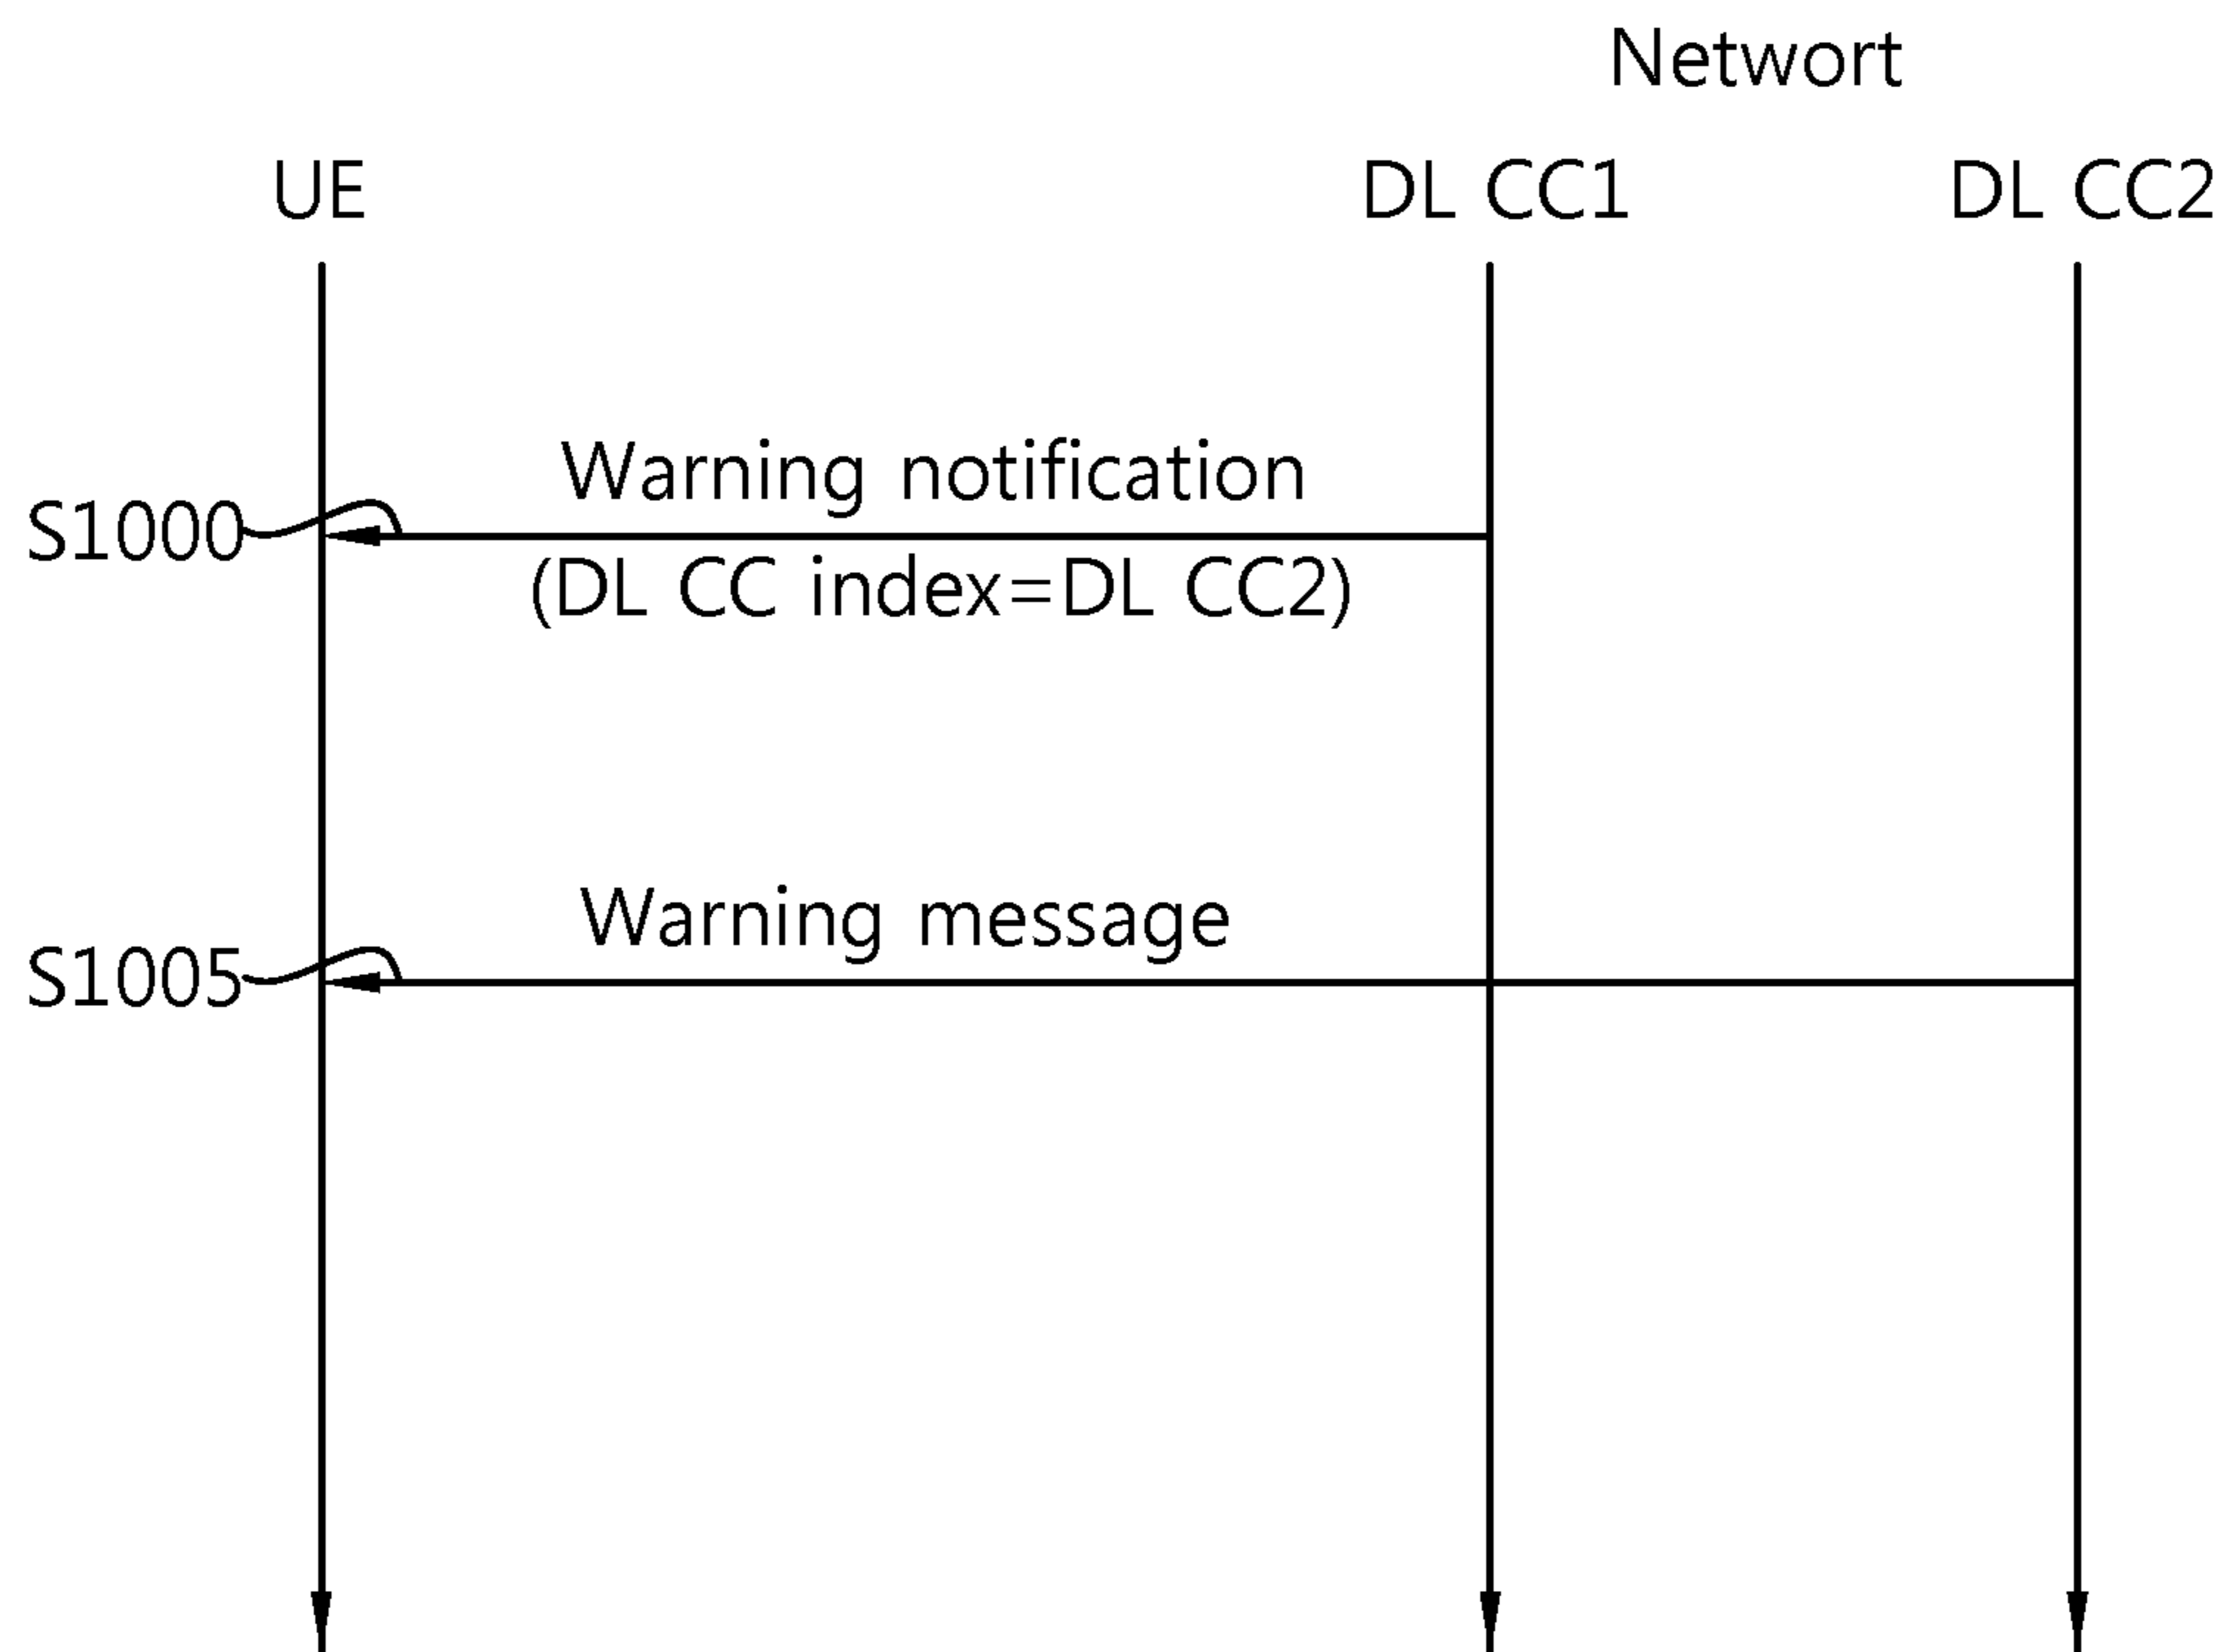 Networt
UE
DL CC1
DL CC2
Warning notification
S1000
(DL CC index=DL CC2)
Warning message
S1005